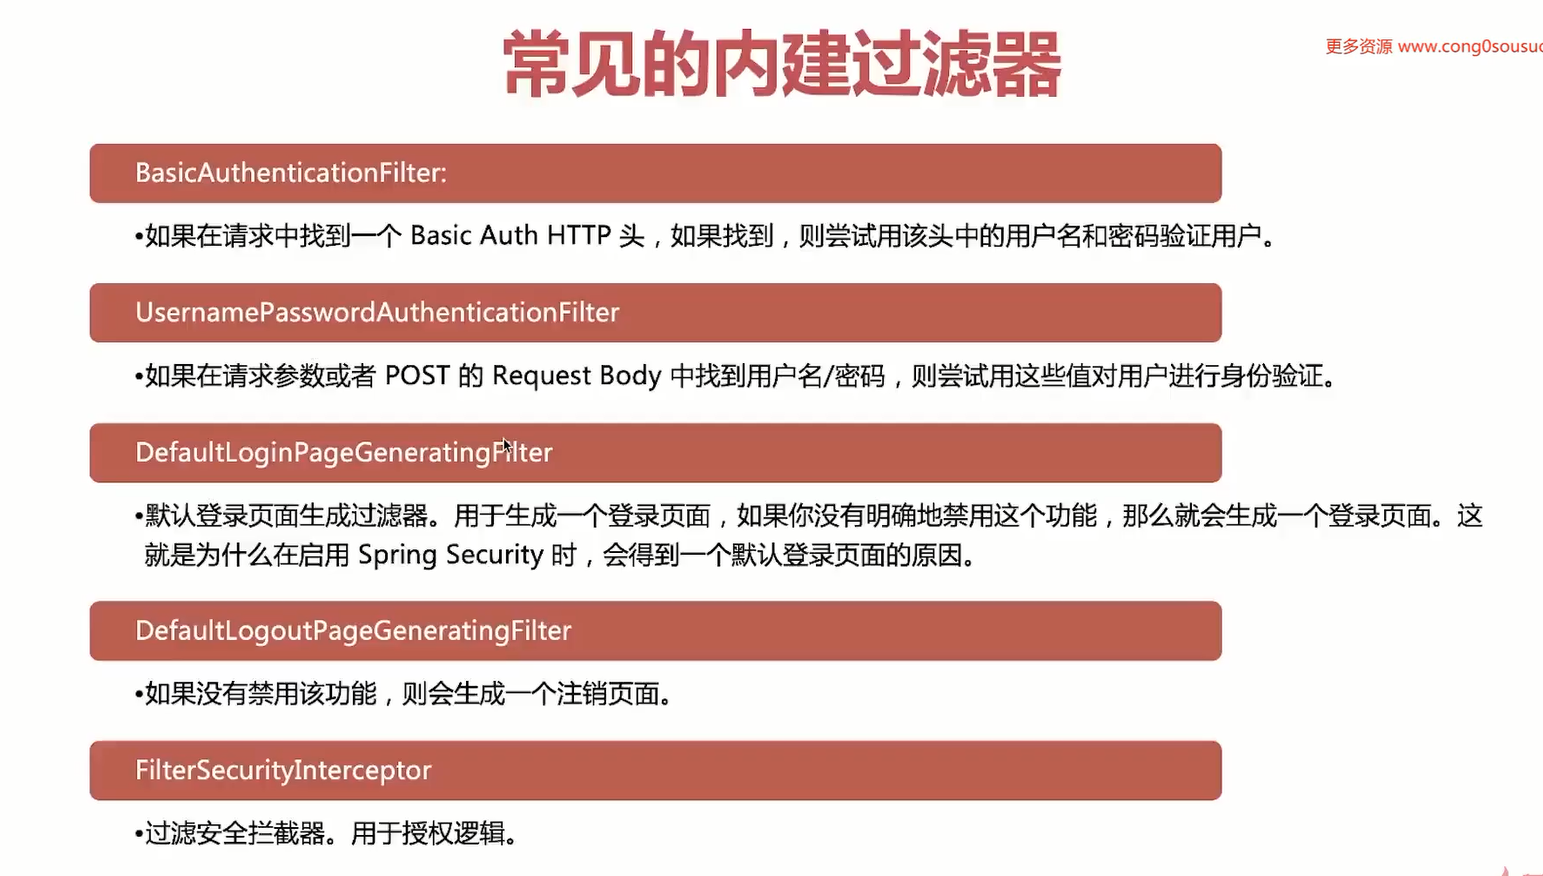 常见的内建过滤器
更多资源 www.cong0sousuo
BasicAuthenticationFilter:
•如果在请求中找到一个 Basic Auth HTTP 头，如果找到，则尝试用该头中的用户名和密码验证用户。
UsernamePasswordAuthenticationFilter
•如果在请求参数或者 POST 的 Request Body 中找到用户名/密码，则尝试用这些值对用户进行身份验证。
DefaultLoginPageGeneratingFilter
•默认登录页面生成过滤器。用于生成一个登录页面，如果你没有明确地禁用这个功能，那么就会生成一个登录页面。这
就是为什么在启用 Spring Security 时，会得到一个默认登录页面的原因。
DefaultLogoutPageGeneratingFilter
•如果没有禁用该功能，则会生成一个注销页面。
FilterSecurityInterceptor
•过滤安全拦截器。用于授权逻辑。